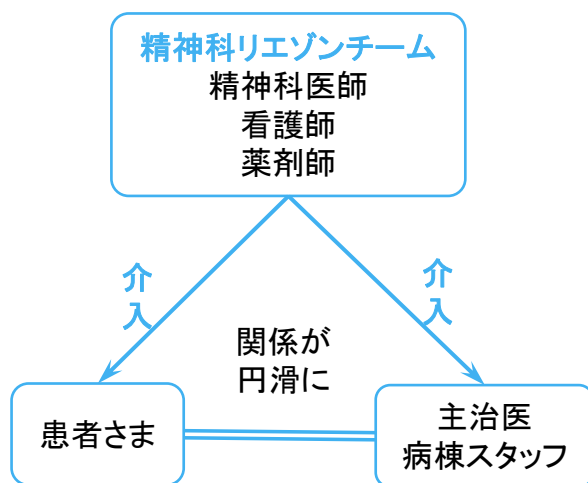 精神科リエゾンチーム
精神科医師
看護師
薬剤師
介入
介入
関係が
円滑に
患者さま
主治医
病棟スタッフ